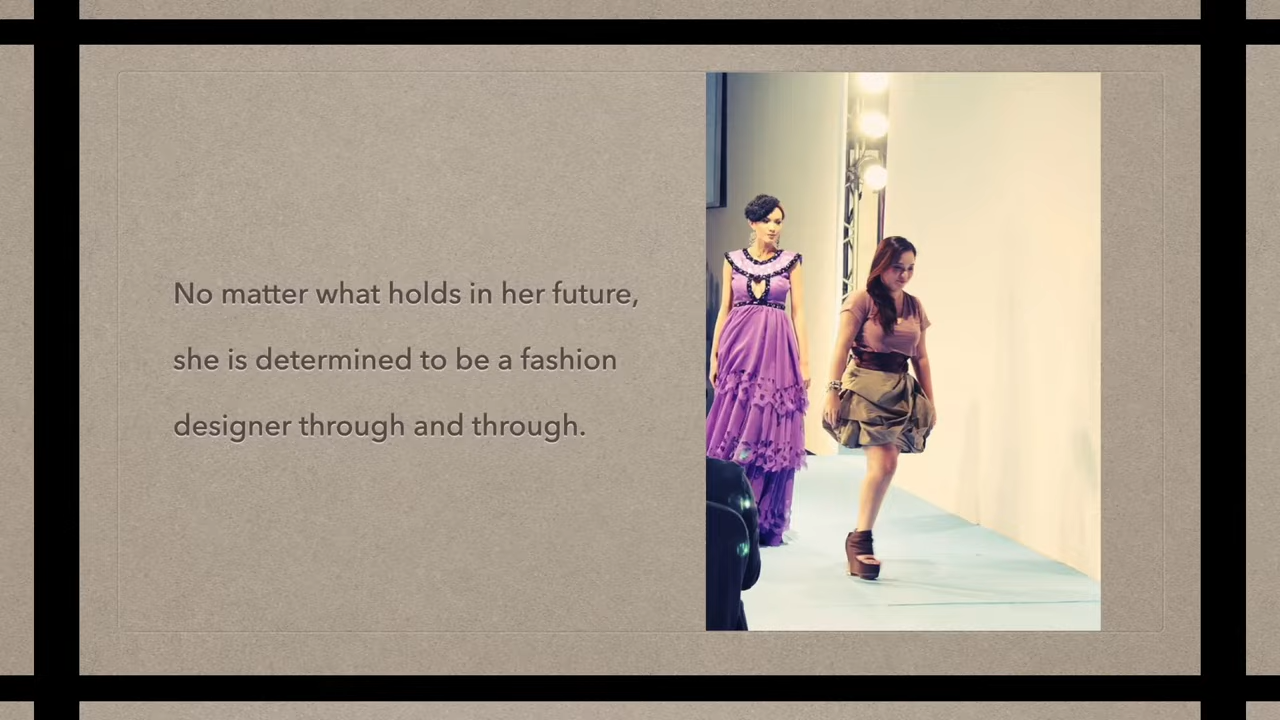 No matter what holds in her future,
she is determined to be a fashion
designer through and through.